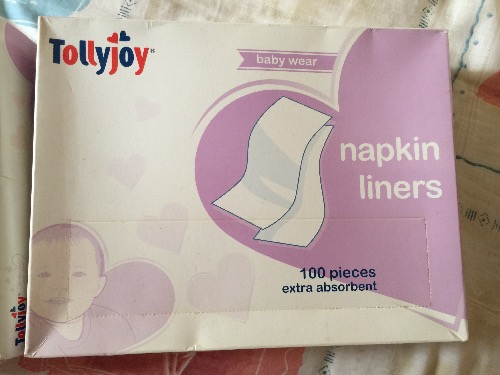 Tollyjoy®
baby wear
napkin
liners
100 pieces
extra absorbent
Tollyjoy